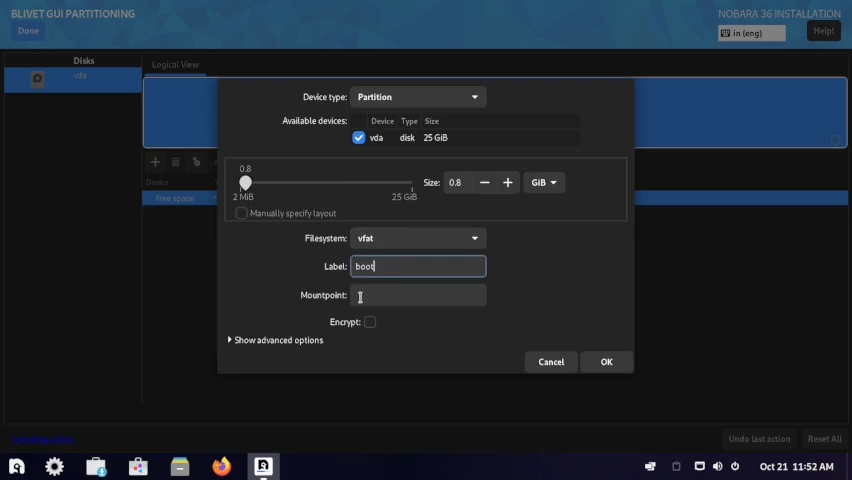 BLIVET GUI PARTITIONING
NOBARA 36 INSTALLATION
Done
in (eng)
Help!
Disks
vda
Logical View
Device type: Partition
Available devices:
Device Type Size
vda disk 25 GiB
0.8
2 MiB
25 GiB
Size: 0.8
GiB
Manually specify layout
Device
free space
Filesystem: vfat
Label: boot
Mountpoint:
Encrypt:
Show advanced options
Cancel
OK
Undo last action
Reset All
Oct 21 11:52 AM